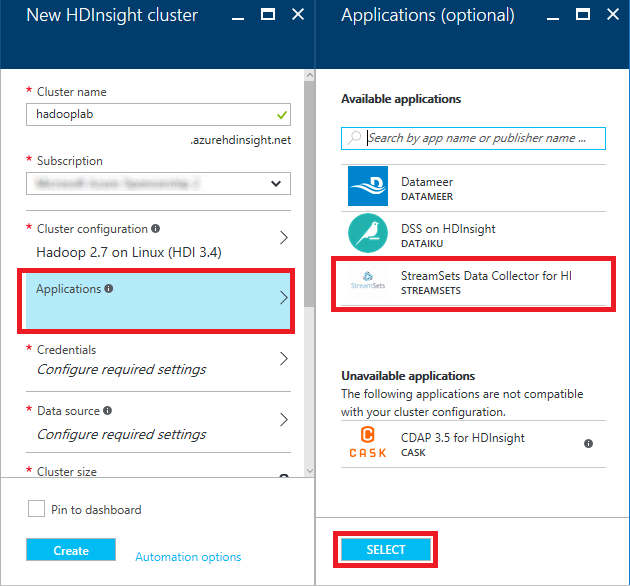 New HDInsight cluster
* Cluster name
hadooplab
.azurehdinsight.net
* Subscription
* Cluster configuration
Hadoop 2.7 on Linux (HDI 3.4)
Applications
* Credentials
Configure required settings
* Data source
Configure required settings
* Cluster size
Pin to dashboard
Create
Automation options
Applications (optional)
Available applications
Search by app name or publisher name ...
Datameer
DATAMEER
DSS on HDInsight
DATAIKU
StreamSets
StreamSets Data Collector for HI
STREAMSETS
Unavailable applications
The following applications are not compatible
with your cluster configuration.
CASK
CDAP 3.5 for HDInsight
CASK
SELECT